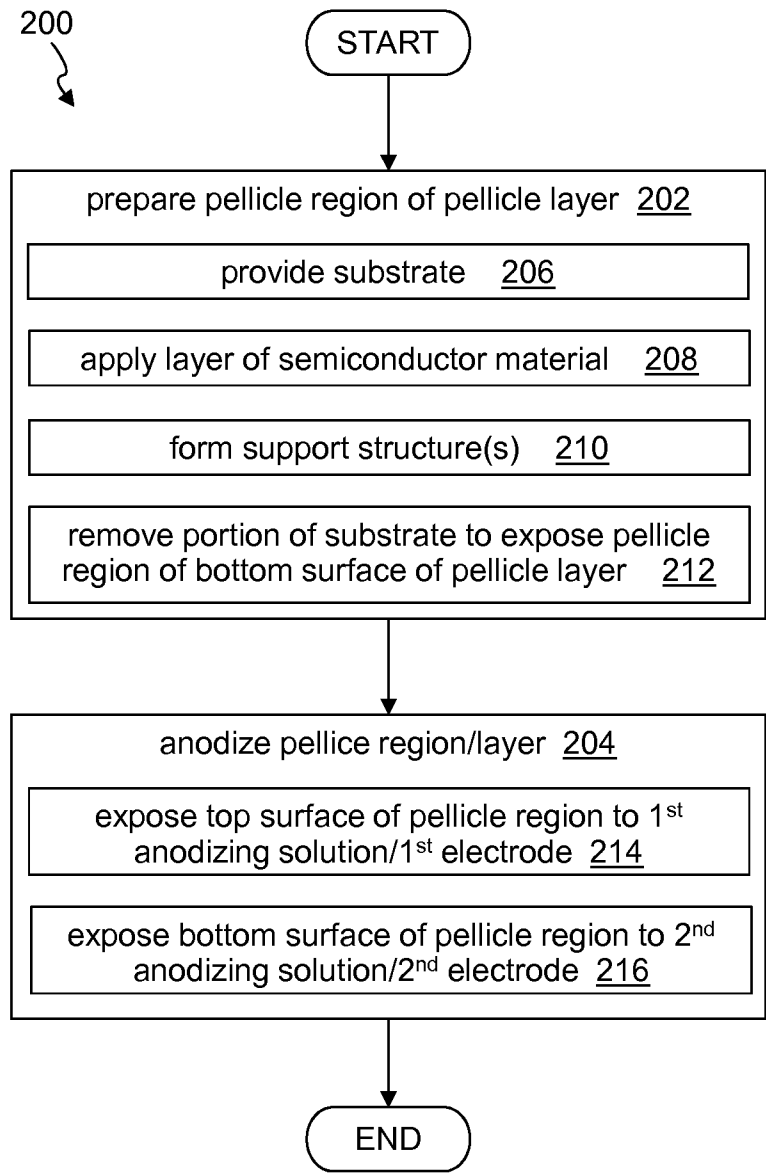 200
START
prepare pellicle region of pellicle layer 202
provide substrate 206
apply layer of semiconductor material 208
form support structure(s) 210
remove portion of substrate to expose pellicle
region of bottom surface of pellicle layer 212
anodize pellice region/layer 204
expose top surface of pellicle region to 1st
anodizing solution/1st electrode 214
expose bottom surface of pellicle region to 2nd
anodizing solution/2nd electrode 216
END